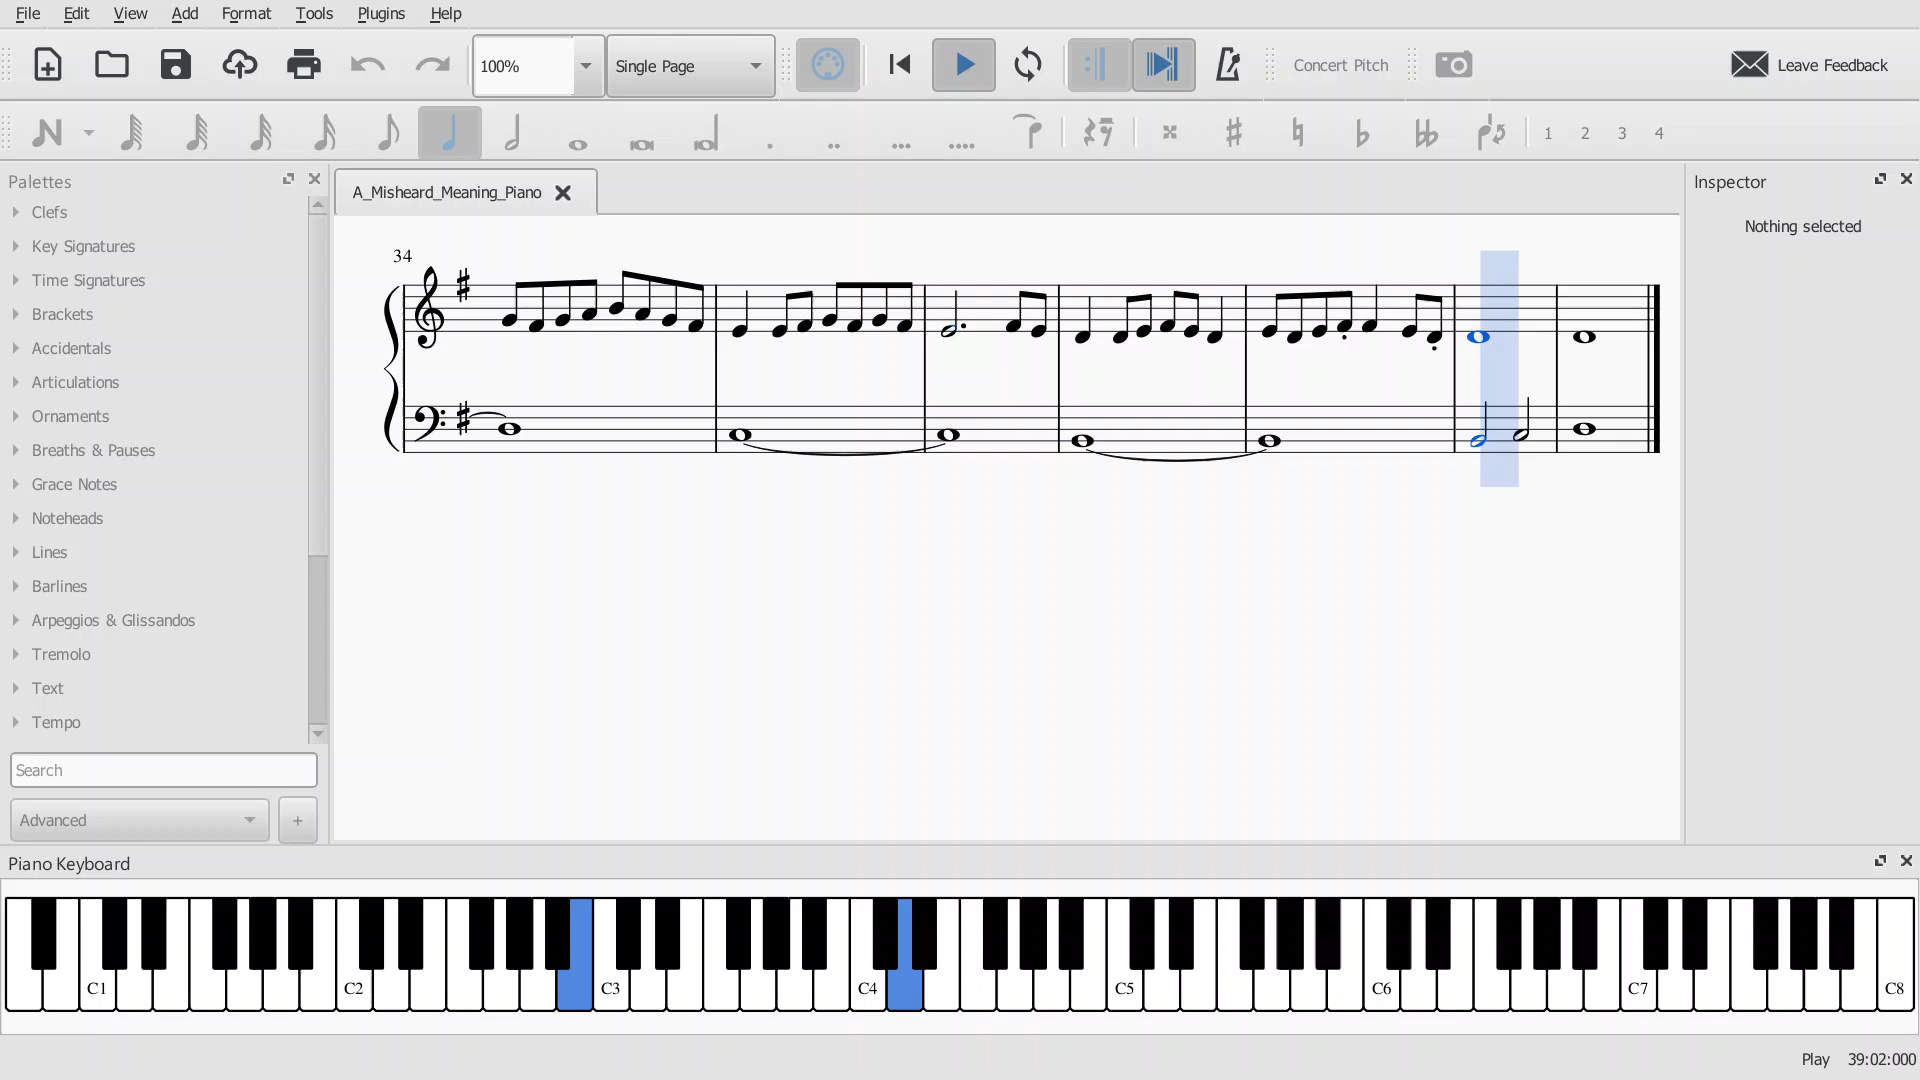 File Edit View Add Format Tools Plugins Help
100% Single Page Concert Pitch Leave Feedback
1 2 3 4
Palettes
Clefs
Key Signatures
Time Signatures
Brackets
Accidentals
Articulations
Ornaments
Breaths & Pauses
Grace Notes
Noteheads
Lines
Barlines
Arpeggios & Glissandos
Tremolo
Text
Tempo
Search
Advanced +
A_Misheard_Meaning_Piano
34
Inspector
Nothing selected
Piano Keyboard
C1 C2 C3 C4 C5 C6 C7 C8
Play 39:02:000